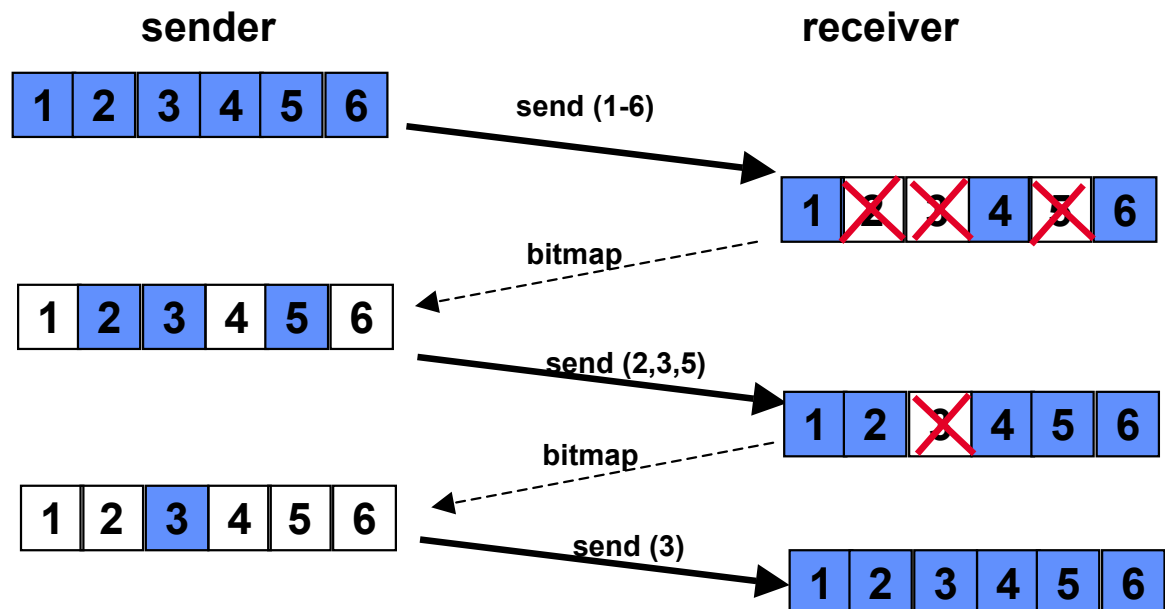 sender receiver
1 2 3 4 5 6
send (1-6)
1 2 3 4 5 6
bitmap
1 2 3 4 5 6
send (2,3,5)
1 2 3 4 5 6
bitmap
1 2 3 4 5 6
send (3)
1 2 3 4 5 6